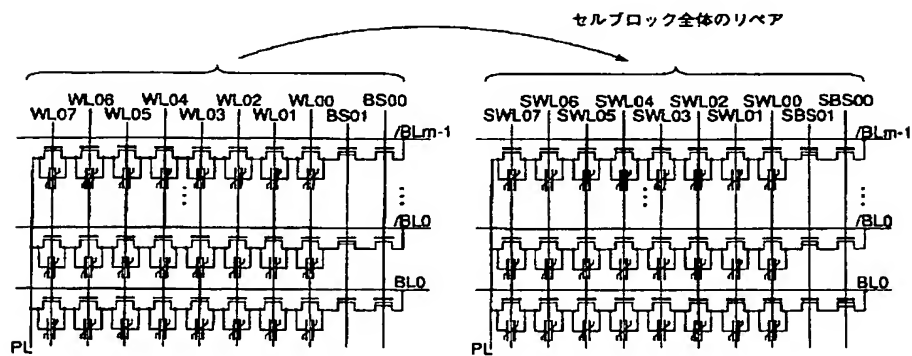 セルブロック全体のリペア
WL06 WL04 WL02 WL00 BS00
WL07 WL05 WL03 WL01 BS01
/BLm-1
/BL0
BL0
PL
SWL06 SWL04 SWL02 SWL00 SBS00
SWL07 SWL05 SWL03 SWL01 SBS01
/BLm-1
/BL0
BL0
PL